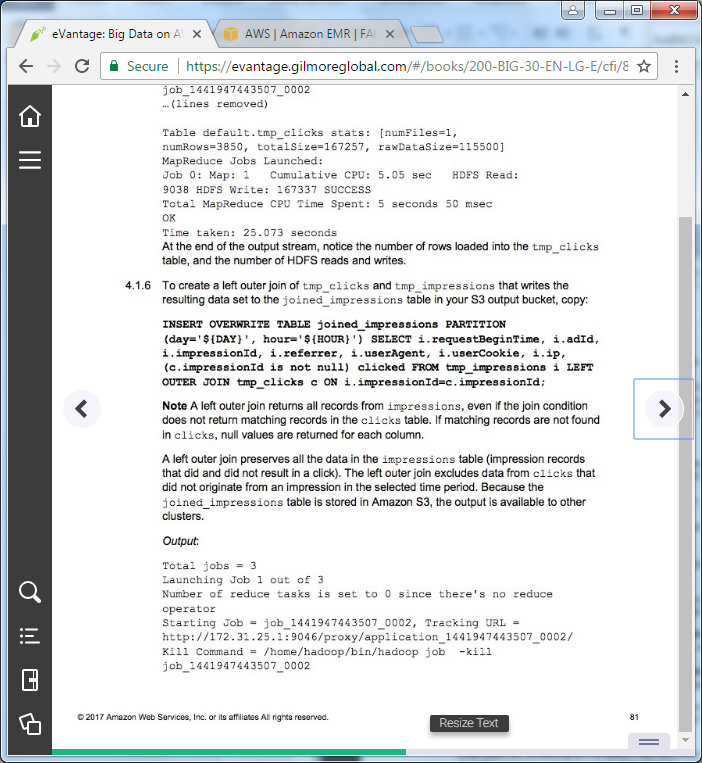 eVantage: Big Data on A
AWS | Amazon EMR | FA
Secure
https://evantage.gilmoreglobal.com/#/books/200-BIG-30-EN-LG-E/cfi/8
job_1441947443507_0002
…(lines removed)
Table default.tmp_clicks stats: [numFiles=1,
numRows=3850, totalSize=167257, rawDataSize=115500]
MapReduce Jobs Launched:
Job 0: Map: 1 Cumulative CPU: 5.05 sec HDFS Read:
9038 HDFS Write: 167337 SUCCESS
Total MapReduce CPU Time Spent: 5 seconds 50 msec
OK
Time taken: 25.073 seconds
At the end of the output stream, notice the number of rows loaded into the tmp_clicks
table, and the number of HDFS reads and writes.
4.1.6 To create a left outer join of tmp_clicks and tmp_impressions that writes the
resulting data set to the joined_impressions table in your S3 output bucket, copy:
INSERT OVERWRITE TABLE joined_impressions PARTITION
(day='${DAY}', hour='${HOUR}') SELECT i.requestBeginTime, i.adId,
i.impressionId, i.referrer, i.userAgent, i.userCookie, i.ip,
(c.impressionId is not null) clicked FROM tmp_impressions i LEFT
OUTER JOIN tmp_clicks c ON i.impressionId=c.impressionId;
Note A left outer join returns all records from impressions, even if the join condition
does not return matching records in the clicks table. If matching records are not found
in clicks, null values are returned for each column.
A left outer join preserves all the data in the impressions table (impression records
that did and did not result in a click). The left outer join excludes data from clicks that
did not originate from an impression in the selected time period. Because the
joined_impressions table is stored in Amazon S3, the output is available to other
clusters.
Output:
Total jobs = 3
Launching Job 1 out of 3
Number of reduce tasks is set to 0 since there's no reduce
operator
Starting Job = job_1441947443507_0002, Tracking URL =
http://172.31.25.1:9046/proxy/application_1441947443507_0002/
Kill Command = /home/hadoop/bin/hadoop job -kill
job_1441947443507_0002
© 2017 Amazon Web Services, Inc. or its affiliates All rights reserved.
81
Resize Text